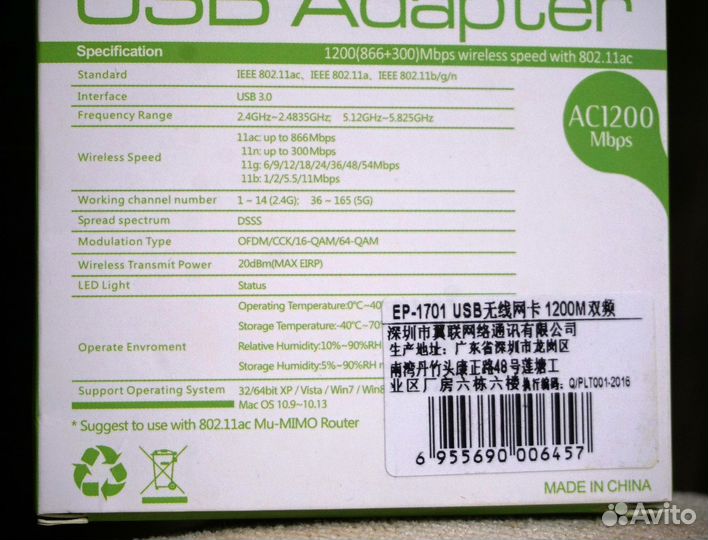 USB Adapter
Specification 1200(866+300)Mbps wireless speed with 802.11ac
Standard IEEE 802.11ac、IEEE 802.11a、IEEE 802.11b/g/n
Interface USB 3.0
Frequency Range 2.4GHz~2.4835GHz; 5.12GHz~5.825GHz
AC1200
Mbps
Wireless Speed
11ac: up to 866Mbps
11n: up to 300Mbps
11g: 6/9/12/18/24/36/48/54Mbps
11b: 1/2/5.5/11Mbps
Working channel number 1 ~ 14 (2.4G); 36 ~ 165 (5G)
Spread spectrum DSSS
Modulation Type OFDM/CCK/16-QAM/64-QAM
Wireless Transmit Power 20dBm(MAX EIRP)
LED Light Status
Operate Envroment
Operating Temperature:0°C~40°
Storage Temperature:-40°C~70°
Relative Humidity:10%~90%RH
Storage Humidity:5%~90%RH
Support Operating System 32/64bit XP / Vista / Win7 / Win8
Mac OS 10.9~10.13
* Suggest to use with 802.11ac Mu-MIMO Router
EP-1701 USB无线网卡 1200M双频
深圳市翼联网络通讯有限公司
生产地址: 广东省深圳市龙岗区
南湾丹竹头康正路48号莲塘工
业区厂房六栋六楼 执行编码: Q/PLT001-2016
6 955690 006457
MADE IN CHINA
Avito